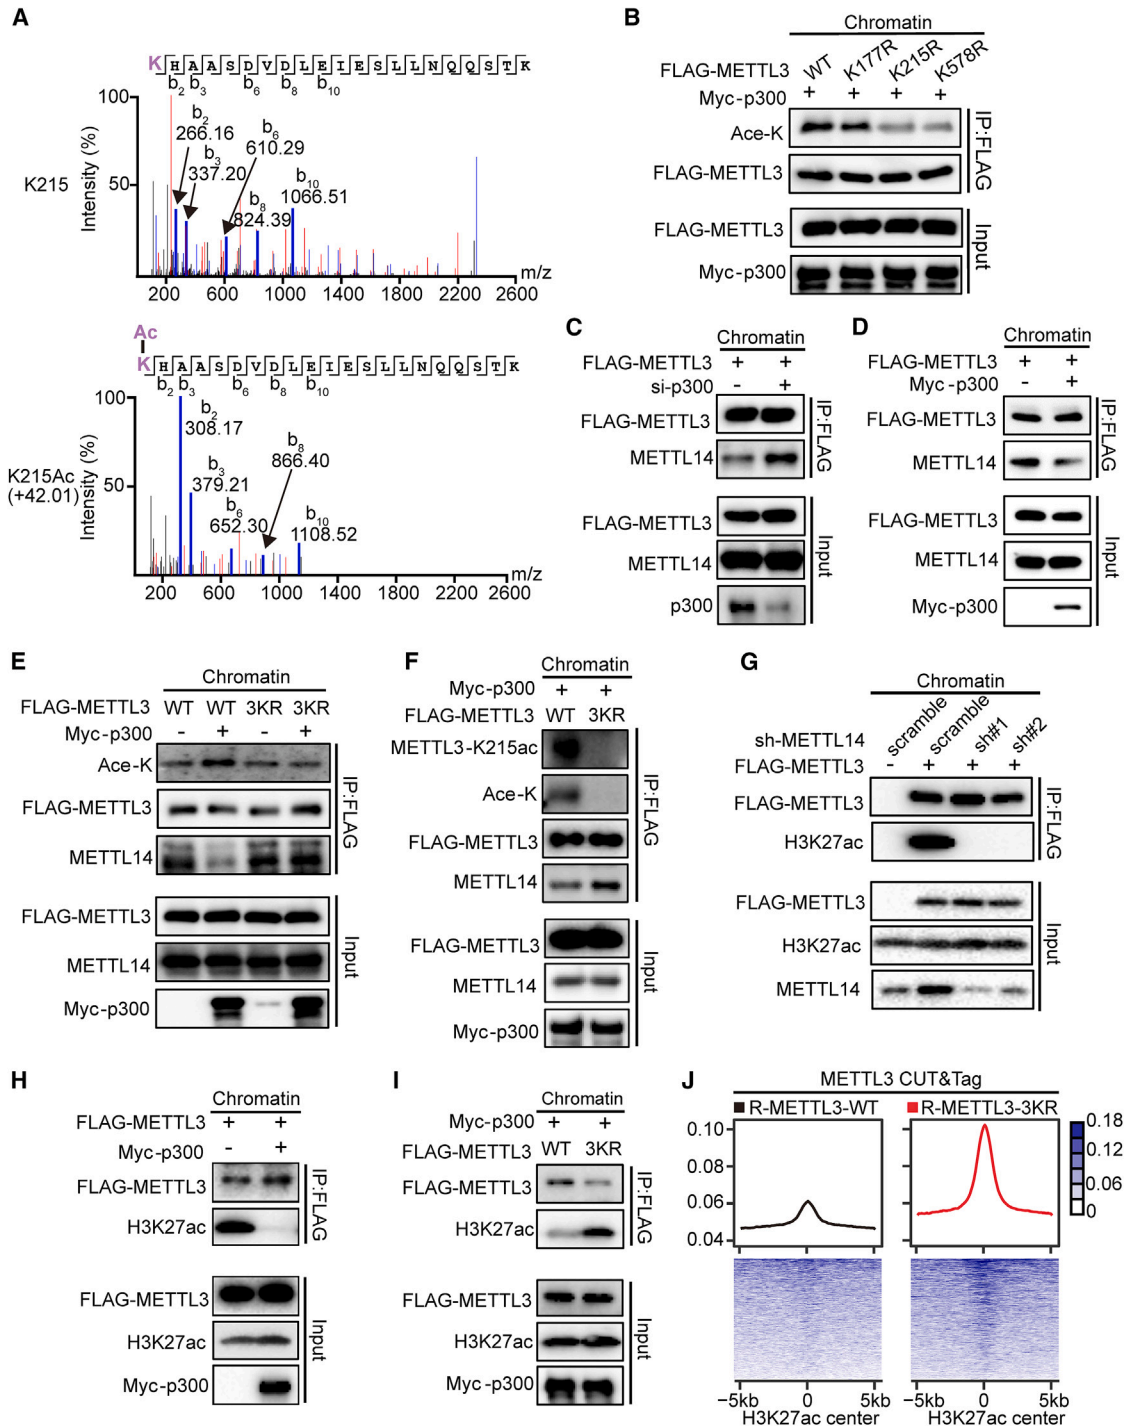 A
K H A A S D V D L E I E S L L N Q Q S T K
b2 b3 b6 b8 b10
K215
Intensity (%)
100
50
b2
266.16
b3
337.20
b6
610.29
b8
824.39
b10
1066.51
m/z
200 600 1000 1400 1800 2200 2600
Ac
K H A A S D V D L E I E S L L N Q Q S T K
b2 b3 b6 b8 b10
K215Ac
(+42.01)
Intensity (%)
100
50
b2
308.17
b3
379.21
b6
652.30
b8
866.40
b10
1108.52
m/z
200 600 1000 1400 1800 2200 2600
B
Chromatin
FLAG-METTL3 WT K177R K215R K578R
Myc-p300 + + + +
Ace-K
FLAG-METTL3
IP:FLAG
FLAG-METTL3
Myc-p300
Input
C
Chromatin
FLAG-METTL3 + +
si-p300 - +
FLAG-METTL3
METTL14
IP:FLAG
FLAG-METTL3
METTL14
p300
Input
D
Chromatin
FLAG-METTL3 + +
Myc-p300 - +
FLAG-METTL3
METTL14
IP:FLAG
FLAG-METTL3
METTL14
Myc-p300
Input
E
Chromatin
FLAG-METTL3 WT WT 3KR 3KR
Myc-p300 - + - +
Ace-K
FLAG-METTL3
METTL14
IP:FLAG
FLAG-METTL3
METTL14
Myc-p300
Input
F
Chromatin
Myc-p300 + +
FLAG-METTL3 WT 3KR
METTL3-K215ac
Ace-K
FLAG-METTL3
METTL14
IP:FLAG
FLAG-METTL3
METTL14
Myc-p300
Input
G
Chromatin
sh-METTL14 scramble scramble sh#1 sh#2
FLAG-METTL3 - + + +
FLAG-METTL3
H3K27ac
IP:FLAG
FLAG-METTL3
H3K27ac
METTL14
Input
H
Chromatin
FLAG-METTL3 + +
Myc-p300 - +
FLAG-METTL3
H3K27ac
IP:FLAG
FLAG-METTL3
H3K27ac
Myc-p300
Input
I
Chromatin
Myc-p300 + +
FLAG-METTL3 WT 3KR
FLAG-METTL3
H3K27ac
IP:FLAG
FLAG-METTL3
H3K27ac
Myc-p300
Input
J
METTL3 CUT&Tag
R-METTL3-WT R-METTL3-3KR
0.10
0.08
0.06
0.04
0.18
0.12
0.06
0
−5kb 0 5kb −5kb 0 5kb
H3K27ac center H3K27ac center